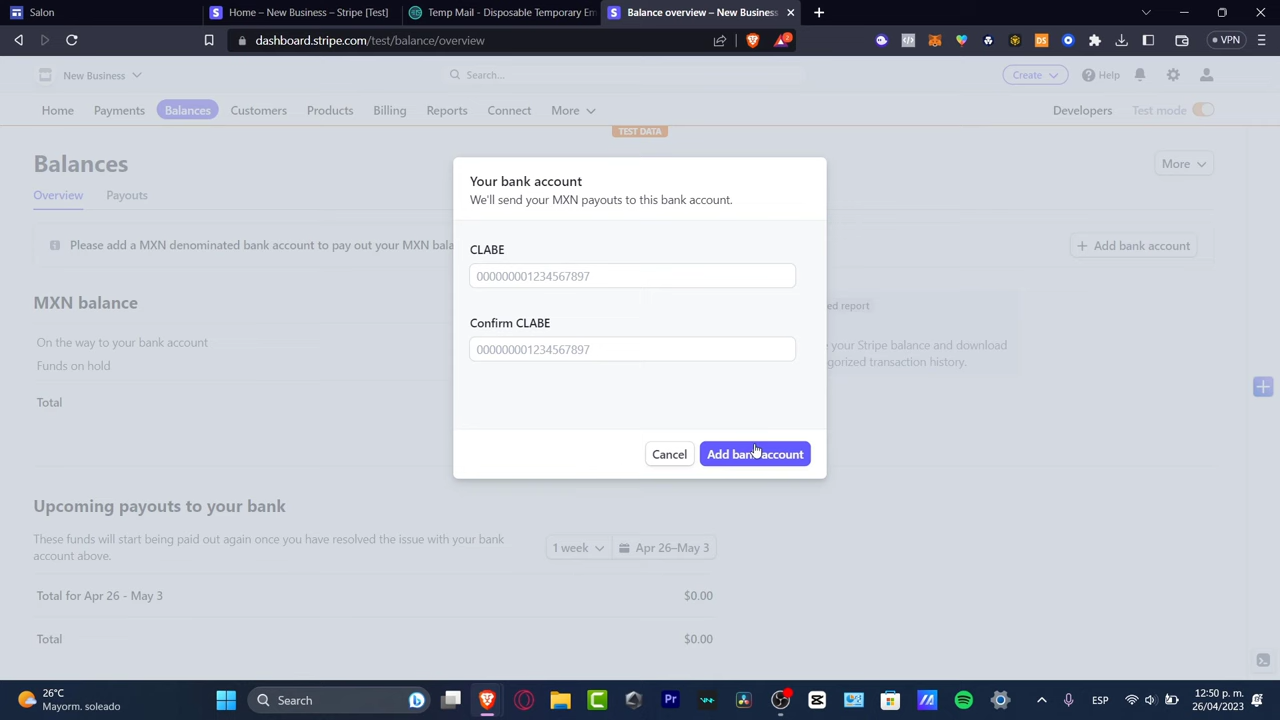 Salon
Home – New Business – Stripe [Test]
Temp Mail - Disposable Temporary Em
Balance overview – New Business
dashboard.stripe.com/test/balance/overview
2
VPN
New Business
Search...
Create
Help
Home
Payments
Balances
Customers
Products
Billing
Reports
Connect
More
Developers
Test mode
TEST DATA
Balances
More
Overview
Payouts
Your bank account
We'll send your MXN payouts to this bank account.
Please add a MXN denominated bank account to pay out your MXN bala
+ Add bank account
CLABE
000000001234567897
MXN balance
ed report
Confirm CLABE
000000001234567897
On the way to your bank account
your Stripe balance and download
gorized transaction history.
Funds on hold
Total
Cancel
Add bank account
Upcoming payouts to your bank
These funds will start being paid out again once you have resolved the issue with your bank
account above.
1 week
Apr 26–May 3
Total for Apr 26 - May 3
$0.00
Total
$0.00
26°C
Mayorm. soleado
Search
Pr
DS
ESP
12:50 p. m.
26/04/2023